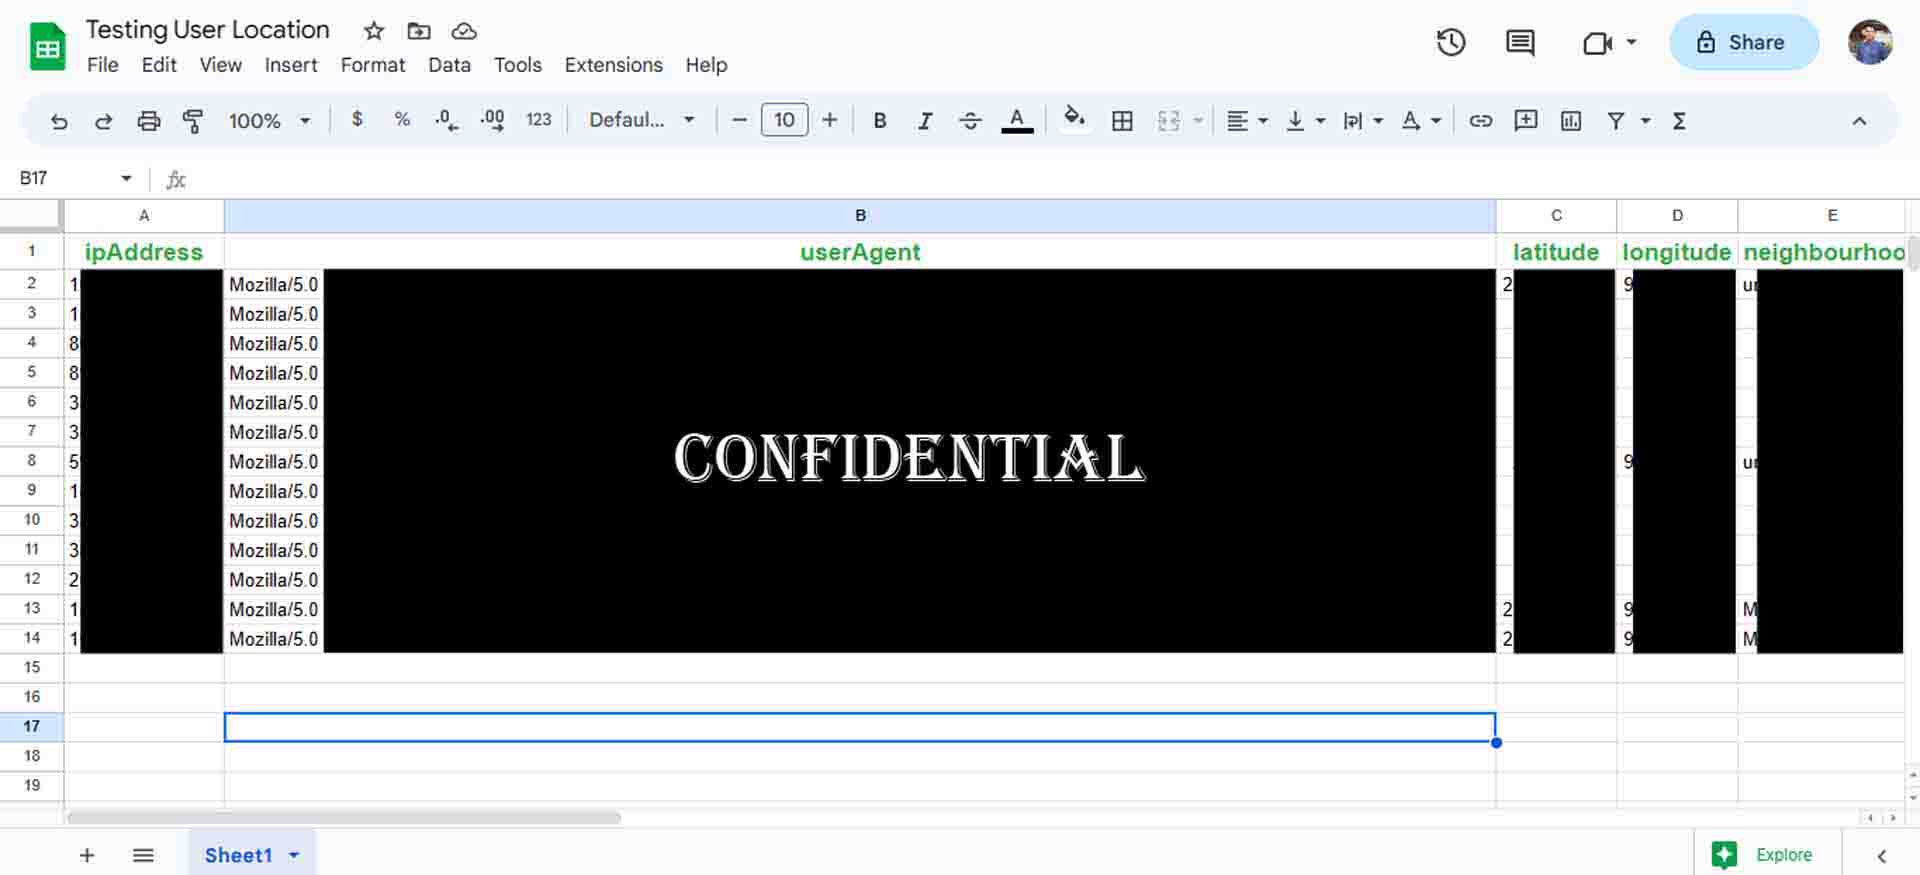 Testing User Location
File Edit View Insert Format Data Tools Extensions Help
Share
100% $ % .0 .00 123 Defaul... − 10 + B I A Σ
B17 fx
A B C D E
1 ipAddress userAgent latitude longitude neighbourhoo
2 1 Mozilla/5.0 2 9 un
3 1 Mozilla/5.0
4 8 Mozilla/5.0
5 8 Mozilla/5.0
6 3 Mozilla/5.0
7 3 Mozilla/5.0
CONFIDENTIAL
8 5 Mozilla/5.0 9 un
9 1 Mozilla/5.0
10 3 Mozilla/5.0
11 3 Mozilla/5.0
12 2 Mozilla/5.0
13 1 Mozilla/5.0 2 9 M
14 1 Mozilla/5.0 2 9 M
15
16
17
18
19
Sheet1
Explore